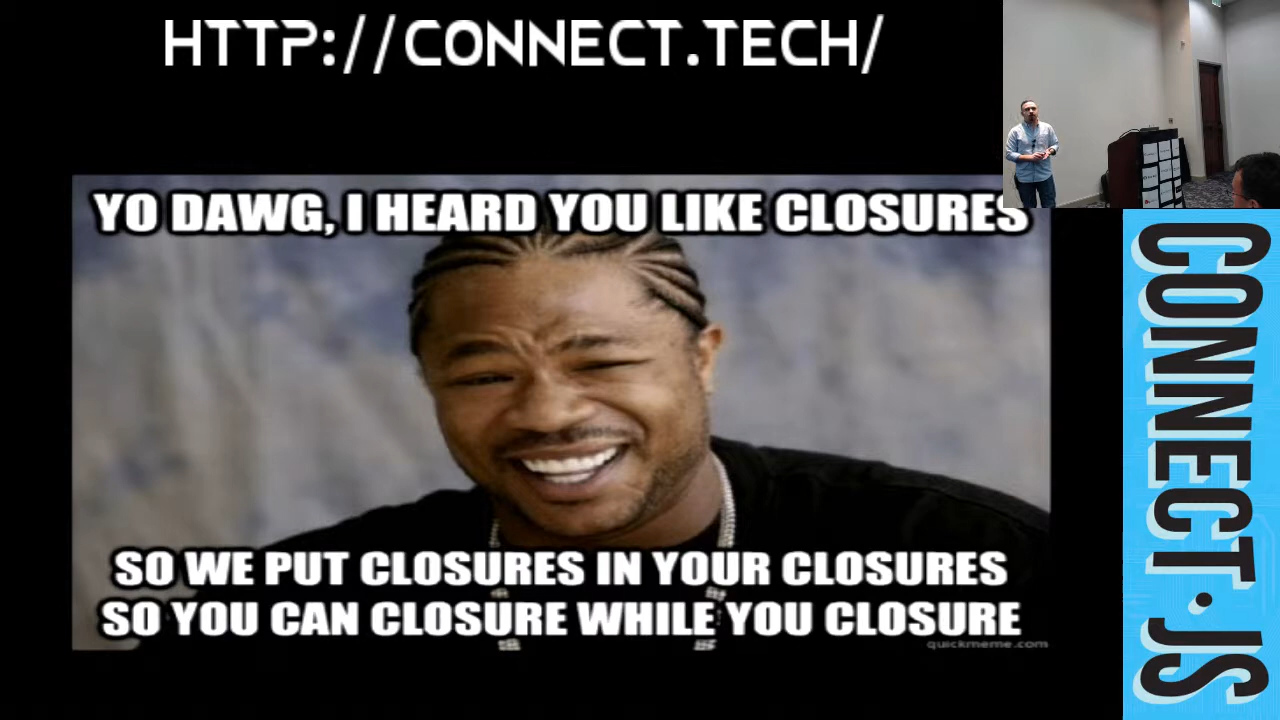 HTTP://CONNECT.TECH/
YO DAWG, I HEARD YOU LIKE CLOSURES
SO WE PUT CLOSURES IN YOUR CLOSURES
SO YOU CAN CLOSURE WHILE YOU CLOSURE
quickmeme.com
CONNECT.JS